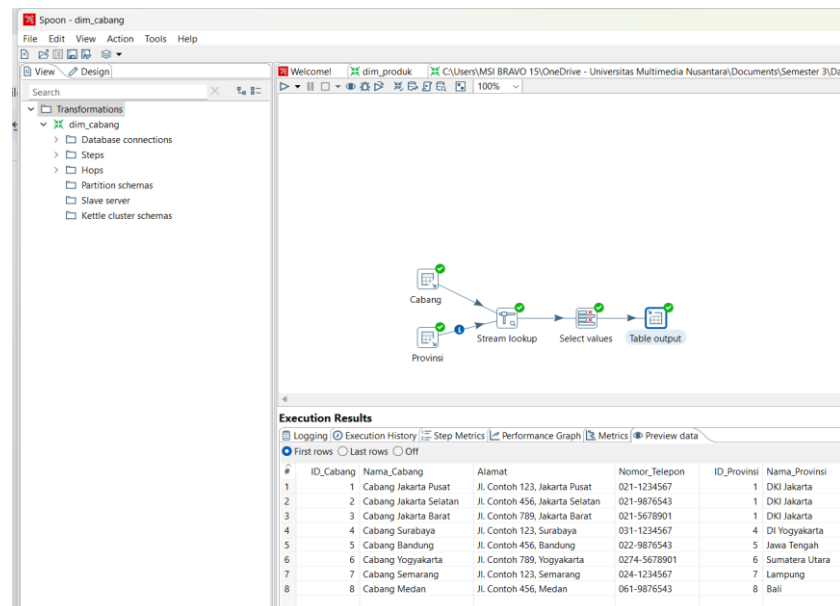 Spoon - dim_cabang
File Edit View Action Tools Help
View Design
Welcome! dim_produk C:\Users\MSI BRAVO 15\OneDrive - Universitas Multimedia Nusantara\Documents\Semester 3\Da
Search
100%
Transformations
dim_cabang
Database connections
Steps
Hops
Partition schemas
Slave server
Kettle cluster schemas
Cabang
Provinsi
Stream lookup
Select values
Table output
Execution Results
Logging Execution History Step Metrics Performance Graph Metrics Preview data
First rows Last rows Off
# ID_Cabang Nama_Cabang Alamat Nomor_Telepon ID_Provinsi Nama_Provinsi
1 1 Cabang Jakarta Pusat Jl. Contoh 123, Jakarta Pusat 021-1234567 1 DKI Jakarta
2 2 Cabang Jakarta Selatan Jl. Contoh 456, Jakarta Selatan 021-9876543 1 DKI Jakarta
3 3 Cabang Jakarta Barat Jl. Contoh 789, Jakarta Barat 021-5678901 1 DKI Jakarta
4 4 Cabang Surabaya Jl. Contoh 123, Surabaya 031-1234567 4 DI Yogyakarta
5 5 Cabang Bandung Jl. Contoh 456, Bandung 022-9876543 5 Jawa Tengah
6 6 Cabang Yogyakarta Jl. Contoh 789, Yogyakarta 0274-5678901 6 Sumatera Utara
7 7 Cabang Semarang Jl. Contoh 123, Semarang 024-1234567 7 Lampung
8 8 Cabang Medan Jl. Contoh 456, Medan 061-9876543 8 Bali